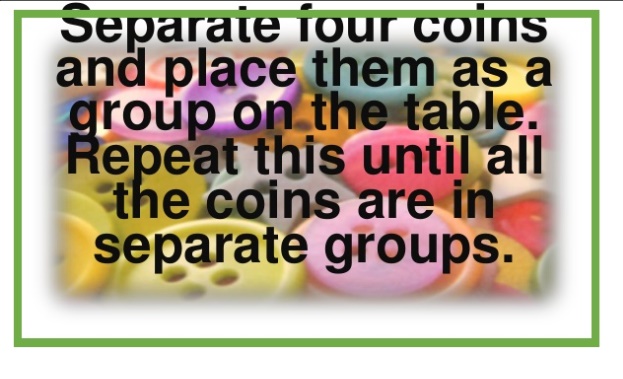 Separate four coins
and place them as a
group on the table.
Repeat this until all
the coins are in
separate groups.